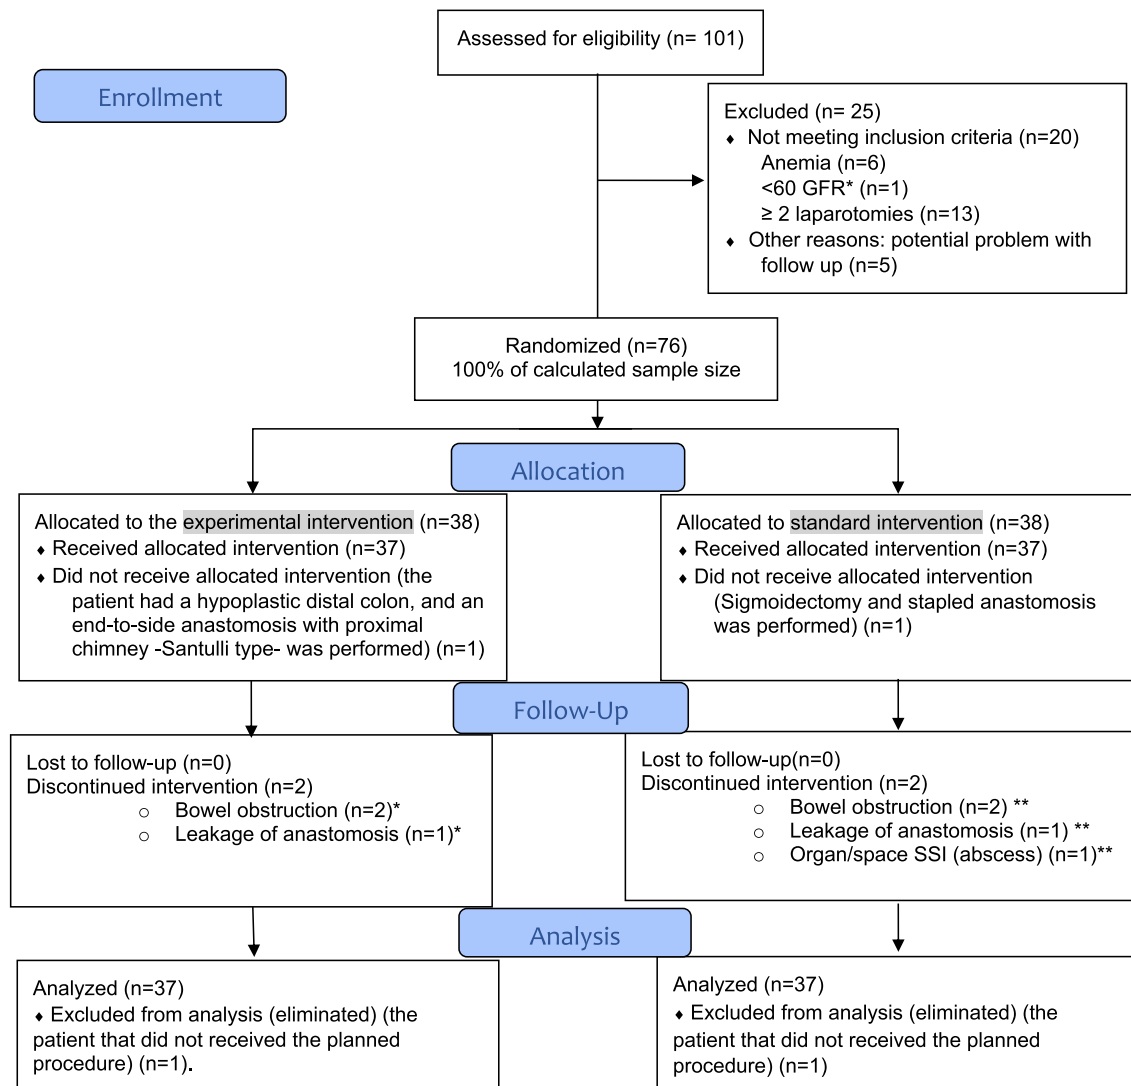 Assessed for eligibility (n= 101)
Enrollment
Excluded (n= 25)
♦ Not meeting inclusion criteria (n=20)
Anemia (n=6)
<60 GFR* (n=1)
≥ 2 laparotomies (n=13)
♦ Other reasons: potential problem with
follow up (n=5)
Randomized (n=76)
100% of calculated sample size
Allocation
Allocated to the experimental intervention (n=38)
♦ Received allocated intervention (n=37)
♦ Did not receive allocated intervention (the
patient had a hypoplastic distal colon, and an
end-to-side anastomosis with proximal
chimney -Santulli type- was performed) (n=1)
Allocated to standard intervention (n=38)
♦ Received allocated intervention (n=37)
♦ Did not receive allocated intervention
(Sigmoidectomy and stapled anastomosis
was performed) (n=1)
Follow-Up
Lost to follow-up (n=0)
Discontinued intervention (n=2)
o Bowel obstruction (n=2)*
o Leakage of anastomosis (n=1)*
Lost to follow-up(n=0)
Discontinued intervention (n=2)
o Bowel obstruction (n=2) **
o Leakage of anastomosis (n=1) **
o Organ/space SSI (abscess) (n=1)**
Analysis
Analyzed (n=37)
♦ Excluded from analysis (eliminated) (the
patient that did not received the planned
procedure) (n=1).
Analyzed (n=37)
♦ Excluded from analysis (eliminated) (the
patient that did not received the planned
procedure) (n=1)